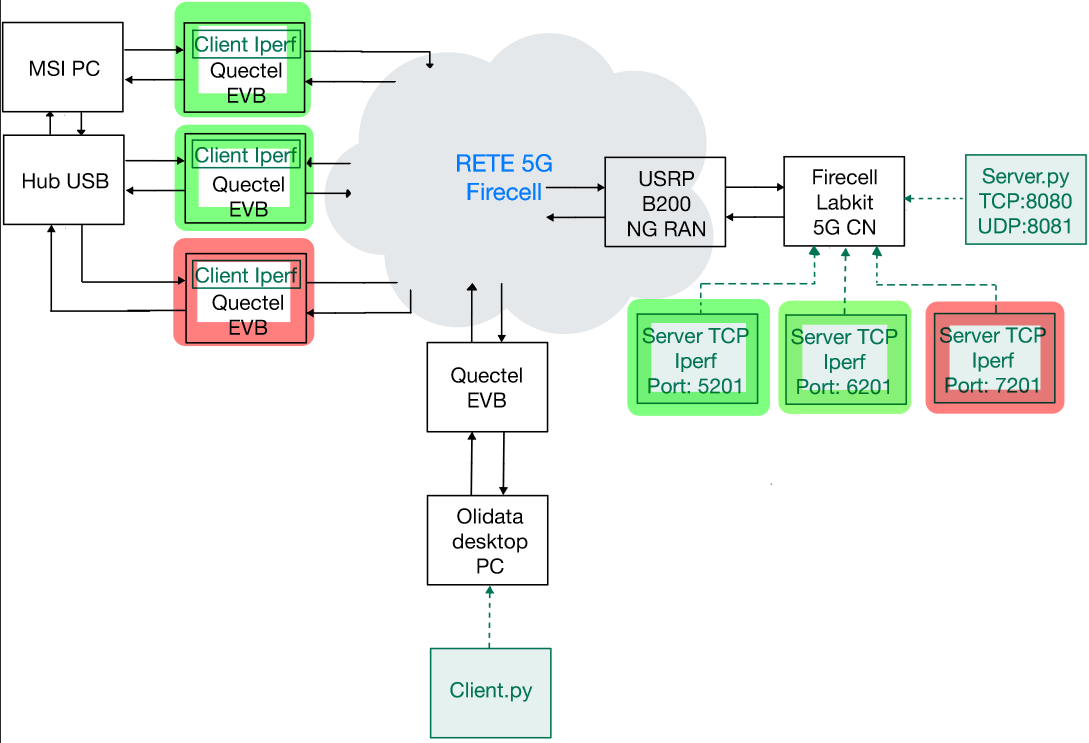 MSI PC
Client Iperf
Quectel
EVB
Hub USB
Client Iperf
Quectel
EVB
Client Iperf
Quectel
EVB
RETE 5G
Firecell
USRP
B200
NG RAN
Firecell
Labkit
5G CN
Server.py
TCP:8080
UDP:8081
Server TCP
Iperf
Port: 5201
Server TCP
Iperf
Port: 6201
Server TCP
Iperf
Port: 7201
Quectel
EVB
Olidata
desktop
PC
Client.py